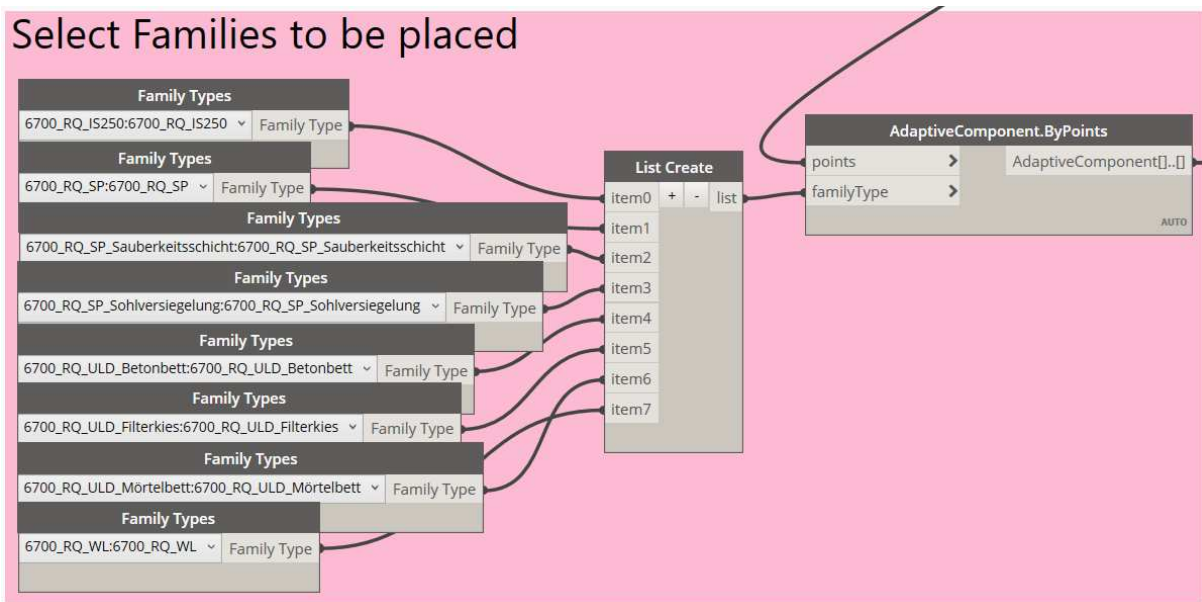 Select Families to be placed
Family Types
6700_RQ_IS250:6700_RQ_IS250 Family Type
Family Types
6700_RQ_SP:6700_RQ_SP Family Type
Family Types
6700_RQ_SP_Sauberkeitsschicht:6700_RQ_SP_Sauberkeitsschicht Family Type
Family Types
6700_RQ_SP_Sohlversiegelung:6700_RQ_SP_Sohlversiegelung Family Type
Family Types
6700_RQ_ULD_Betonbett:6700_RQ_ULD_Betonbett Family Type
Family Types
6700_RQ_ULD_Filterkies:6700_RQ_ULD_Filterkies Family Type
Family Types
6700_RQ_ULD_Mörtelbett:6700_RQ_ULD_Mörtelbett Family Type
Family Types
6700_RQ_WL:6700_RQ_WL Family Type
List Create
item0 + - list
item1
item2
item3
item4
item5
item6
item7
AdaptiveComponent.ByPoints
points > AdaptiveComponent[]..[]
familyType >
AUTO